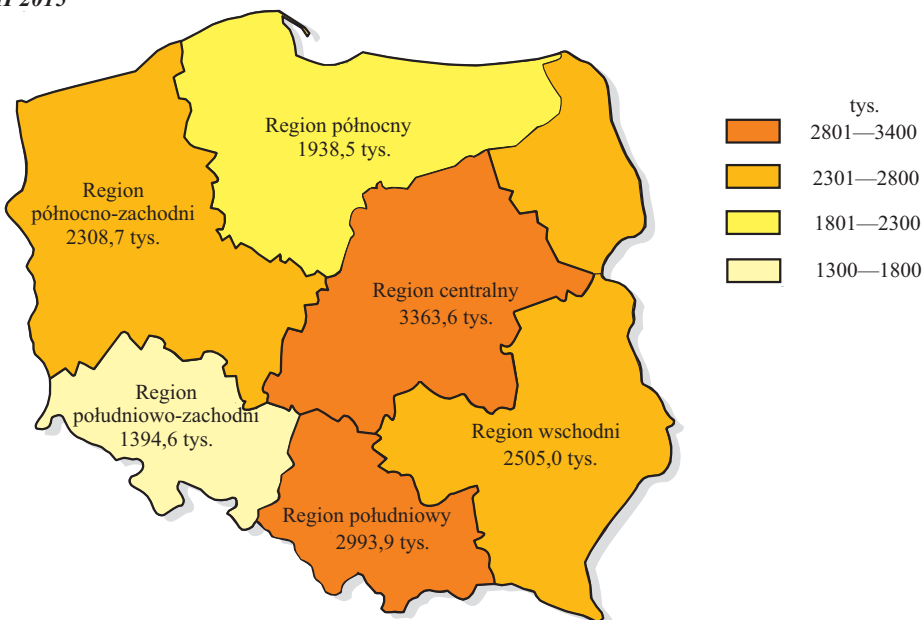 2015
Region północny
1938,5 tys.
Region
północno-zachodni
2308,7 tys.
Region centralny
3363,6 tys.
Region
południowo-zachodni
1394,6 tys.
Region wschodni
2505,0 tys.
Region południowy
2993,9 tys.
tys.
2801—3400
2301—2800
1801—2300
1300—1800